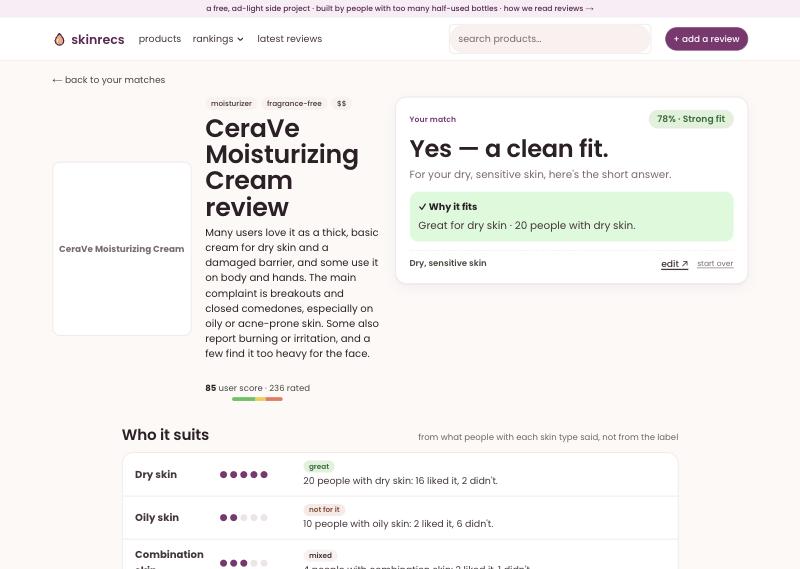 a free, ad-light side project · built by people with too many half-used bottles · how we read reviews →
skinrecs
products
rankings
latest reviews
search products…
+ add a review
← back to your matches
CeraVe Moisturizing Cream
moisturizer
fragrance-free
$$
CeraVe
Moisturizing
Cream
review
Many users love it as a thick, basic
cream for dry skin and a
damaged barrier, and some use it
on body and hands. The main
complaint is breakouts and
closed comedones, especially on
oily or acne-prone skin. Some also
report burning or irritation, and a
few find it too heavy for the face.
85 user score · 236 rated
Your match
78% · Strong fit
Yes — a clean fit.
For your dry, sensitive skin, here's the short answer.
✓ Why it fits
Great for dry skin · 20 people with dry skin.
Dry, sensitive skin
edit ↗
start over
Who it suits
from what people with each skin type said, not from the label
Dry skin
great
20 people with dry skin: 16 liked it, 2 didn't.
Oily skin
not for it
10 people with oily skin: 2 liked it, 6 didn't.
Combination
mixed